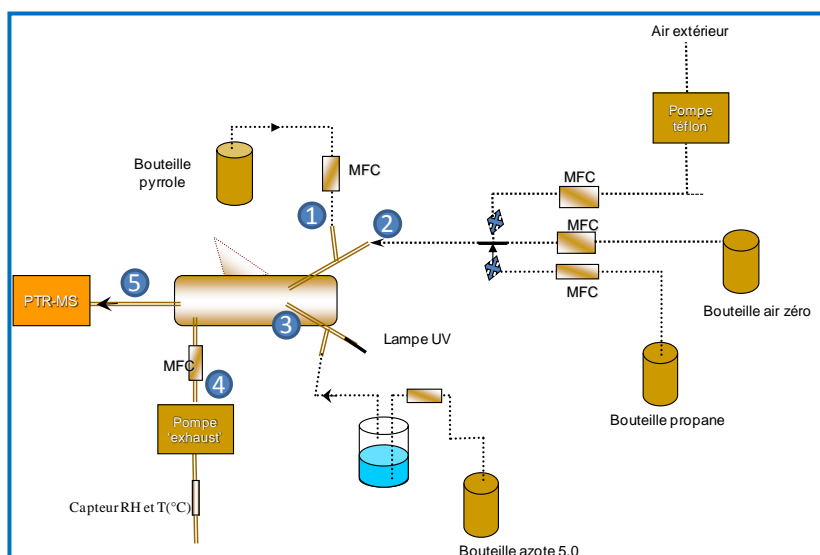 Air extérieur
Pompe
téflon
Bouteille
pyrrole
MFC
MFC
1
2
MFC
MFC
5
PTR-MS
3
Bouteille air zéro
Lampe UV
MFC
4
Bouteille propane
Pompe
'exhaust'
Capteur RH et T(°C)
Bouteille azote 5.0